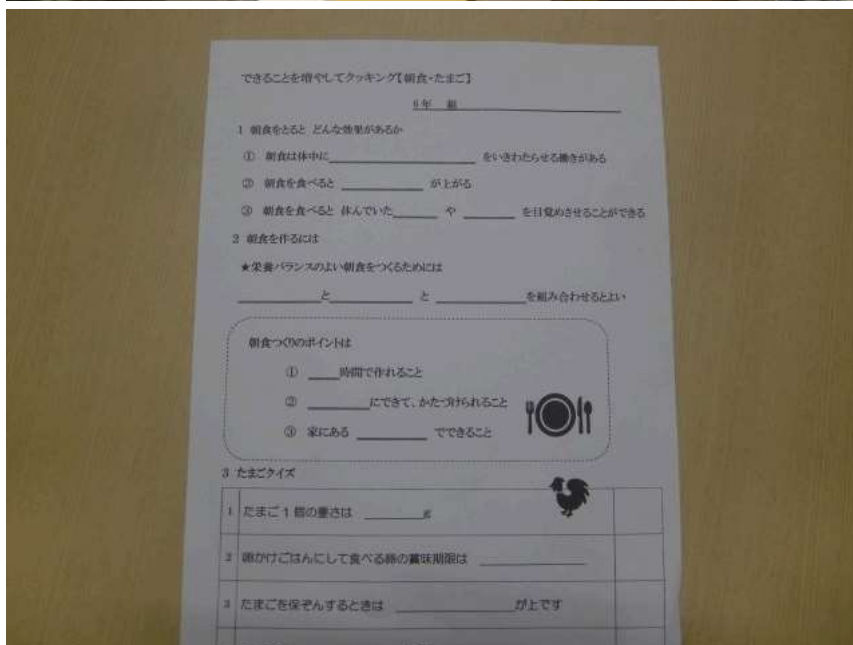 できることを増やしてクッキング【朝食・たまご】
6年　組
1 朝食をとると どんな効果があるか
① 朝食は体中に＿＿＿＿＿＿＿＿をいきわたらせる働きがある
② 朝食を食べると ＿＿＿＿＿ が上がる
③ 朝食を食べると 休んでいた＿＿＿ や ＿＿＿ を目覚めさせることができる
2 朝食を作るには
★栄養バランスのよい朝食をつくるためには
＿＿＿＿＿と＿＿＿＿＿ と ＿＿＿＿＿を組み合わせるとよい
朝食つくりのポイントは
① ＿＿時間で作れること
② ＿＿＿＿にできて、かたづけられること
③ 家にある ＿＿＿＿ でできること
3 たまごクイズ
1 たまご1個の重さは ＿＿＿＿g
2 卵かけごはんにして食べる卵の賞味期限は ＿＿＿＿＿＿
3 たまごを保ぞんするときは ＿＿＿＿＿＿が上です